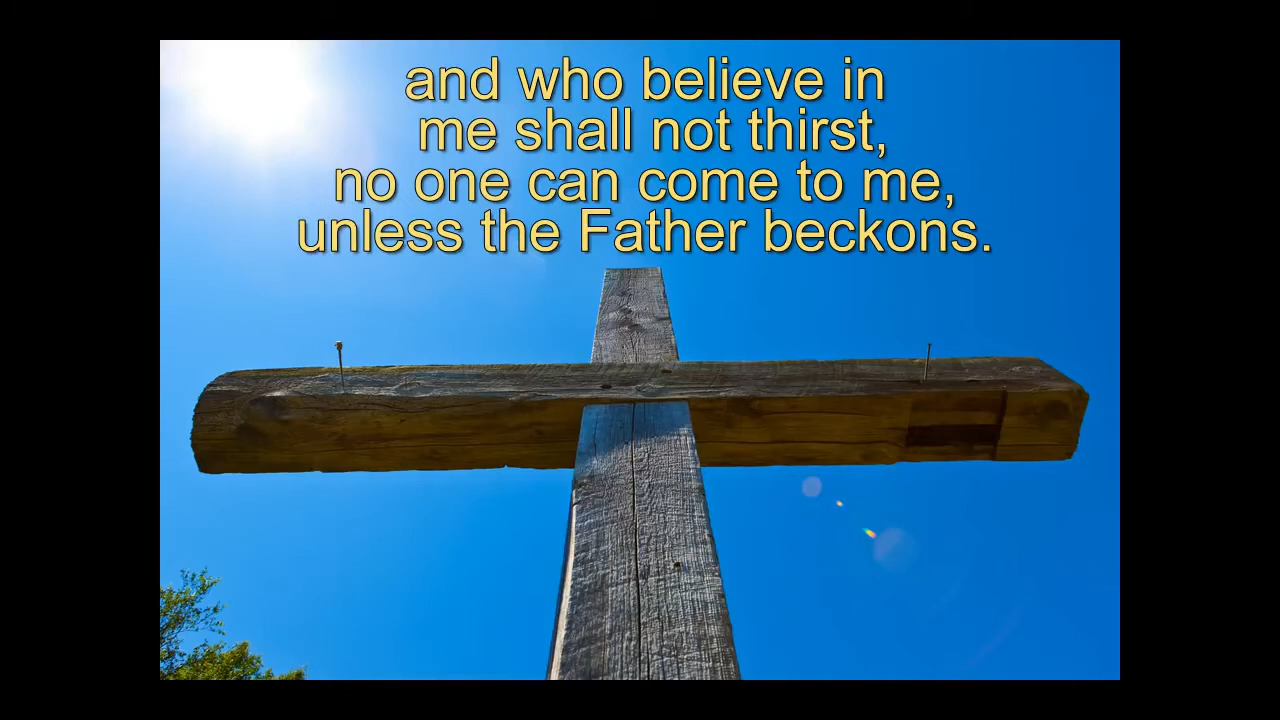 and who believe in
me shall not thirst,
no one can come to me,
unless the Father beckons.